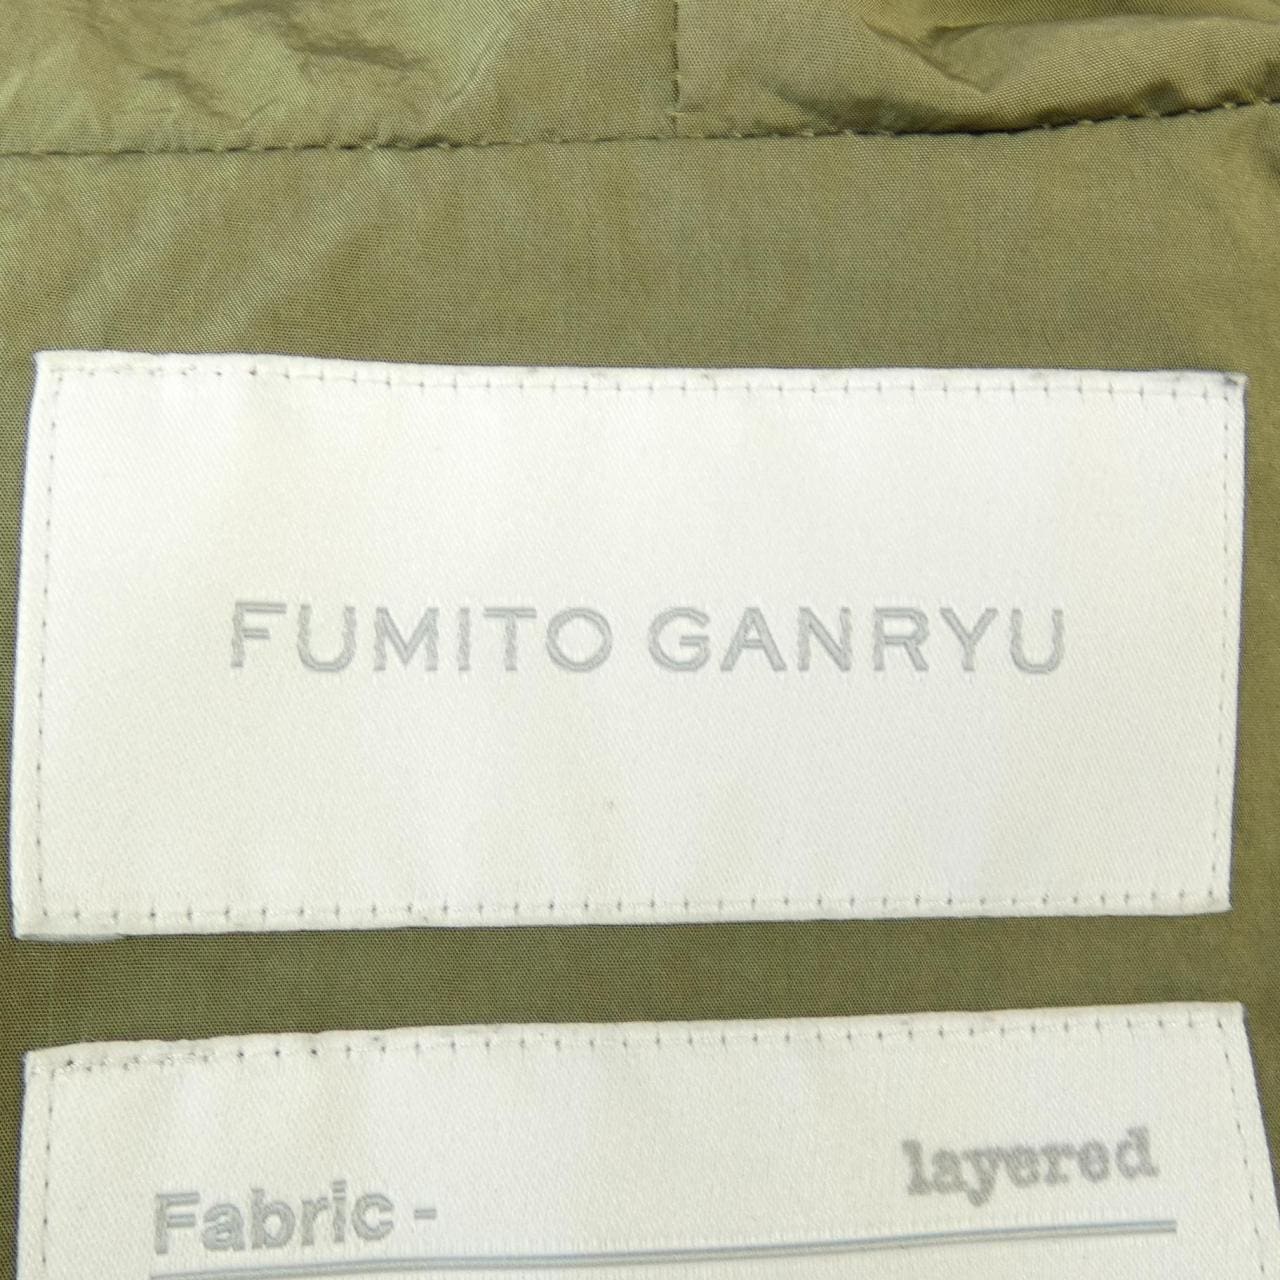 FUMITO GANRYU
layered
Fabric -